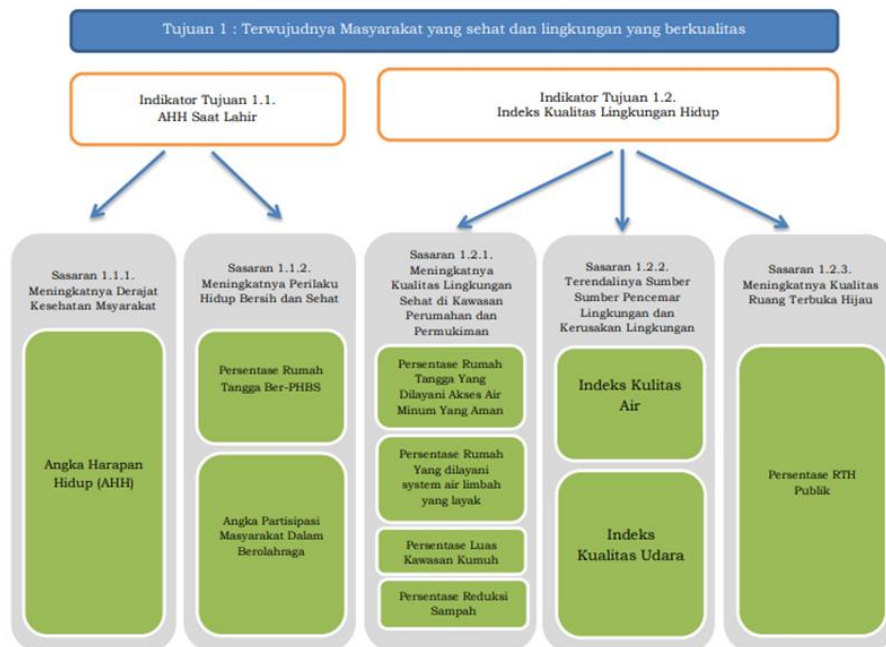 Tujuan 1 : Terwujudnya Masyarakat yang sehat dan lingkungan yang berkualitas
Indikator Tujuan 1.1.
AHH Saat Lahir
Indikator Tujuan 1.2.
Indeks Kualitas Lingkungan Hidup
Sasaran 1.1.1.
Meningkatnya Derajat
Kesehatan Msyarakat
Angka Harapan
Hidup (AHH)
Sasaran 1.1.2.
Meningkatnya Perilaku
Hidup Bersih dan Sehat
Persentase Rumah
Tangga Ber-PHBS
Angka Partisipasi
Masyarakat Dalam
Berolahraga
Sasaran 1.2.1.
Meningkatnya
Kualitas Lingkungan
Sehat di Kawasan
Perumahan dan
Permukiman
Persentase Rumah
Tangga Yang
Dilayani Akses Air
Minum Yang Aman
Persentase Rumah
Yang dilayani
system air limbah
yang layak
Persentase Luas
Kawasan Kumuh
Persentase Reduksi
Sampah
Sasaran 1.2.2.
Terendalinya Sumber
Sumber Pencemar
Lingkungan dan
Kerusakan Lingkungan
Indeks Kulitas
Air
Indeks
Kualitas Udara
Sasaran 1.2.3.
Meningkatnya Kualitas
Ruang Terbuka Hijau
Persentase RTH
Publik